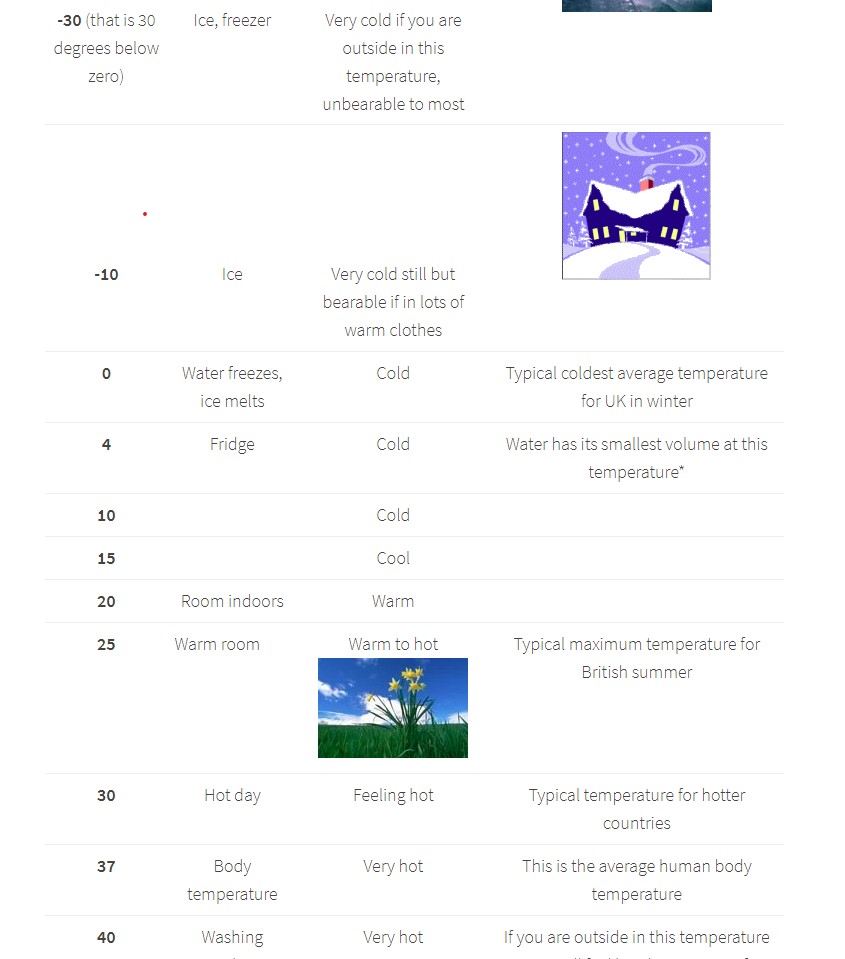 -30 (that is 30 degrees below zero) Ice, freezer Very cold if you are outside in this temperature, unbearable to most
-10 Ice Very cold still but bearable if in lots of warm clothes
0 Water freezes, ice melts Cold Typical coldest average temperature for UK in winter
4 Fridge Cold Water has its smallest volume at this temperature*
10 Cold
15 Cool
20 Room indoors Warm
25 Warm room Warm to hot Typical maximum temperature for British summer
30 Hot day Feeling hot Typical temperature for hotter countries
37 Body temperature Very hot This is the average human body temperature
40 Washing Very hot If you are outside in this temperature